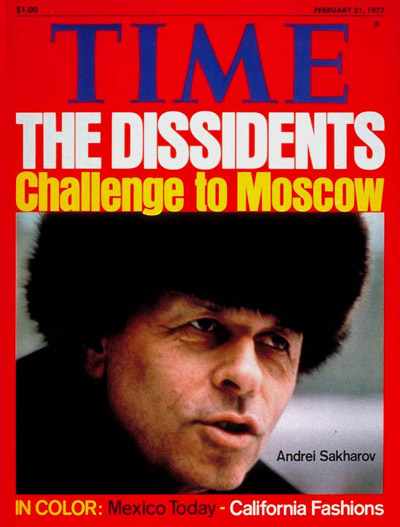 $1.00 FEBRUARY 21, 1977
TIME
®
THE DISSIDENTS
Challenge to Moscow
Andrei Sakharov
IN COLOR: Mexico Today - California Fashions